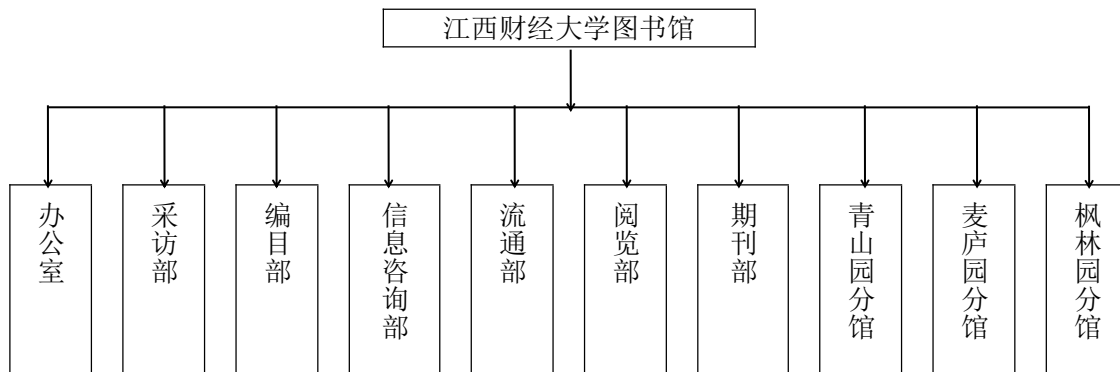 江西财经大学图书馆
办公室
采访部
编目部
信息咨询部
流通部
阅览部
期刊部
青山园分馆
麦庐园分馆
枫林园分馆